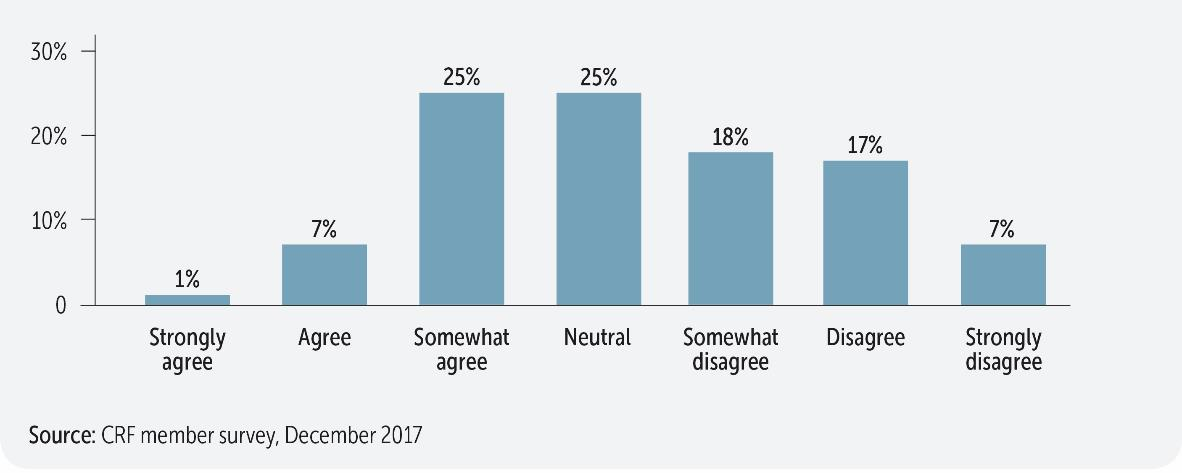 30%
20%
10%
0
1%
7%
25%
25%
18%
17%
7%
Strongly
agree
Agree
Somewhat
agree
Neutral
Somewhat
disagree
Disagree
Strongly
disagree
Source: CRF member survey, December 2017